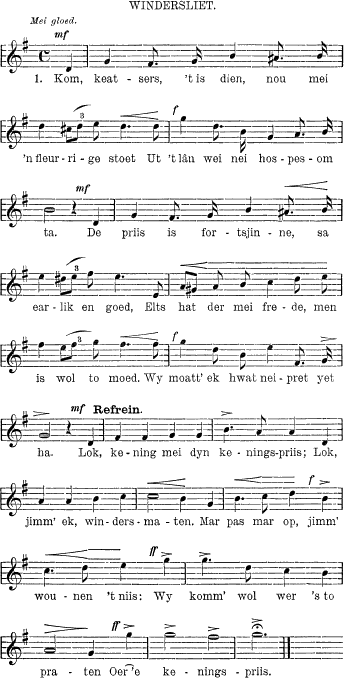 WINDERSLIET.
Mei gloed.
mf
1. Kom, keat - sers, 't is dien, nou mei
3
f
'n fleur - ri - ge stoet Ut 't lân wei nei hos - pes - om
mf
ta. De priis is for - tsjin - ne, sa
3
ear - lik en goed, Elts hat der mei fre - de, men
3
f
is wol to moed. Wy moatt' ek hwat nei - pret yet
mf Refrein.
ha. Lok, ke - ning mei dyn ke - nings - priis; Lok,
f
jimm' ek, win - ders - ma - ten. Mar pas mar op, jimm'
ff
wou - nen 't niis: Wy komm' wol wer 's to
ff
pra - ten Oer 'e ke - nings - priis.